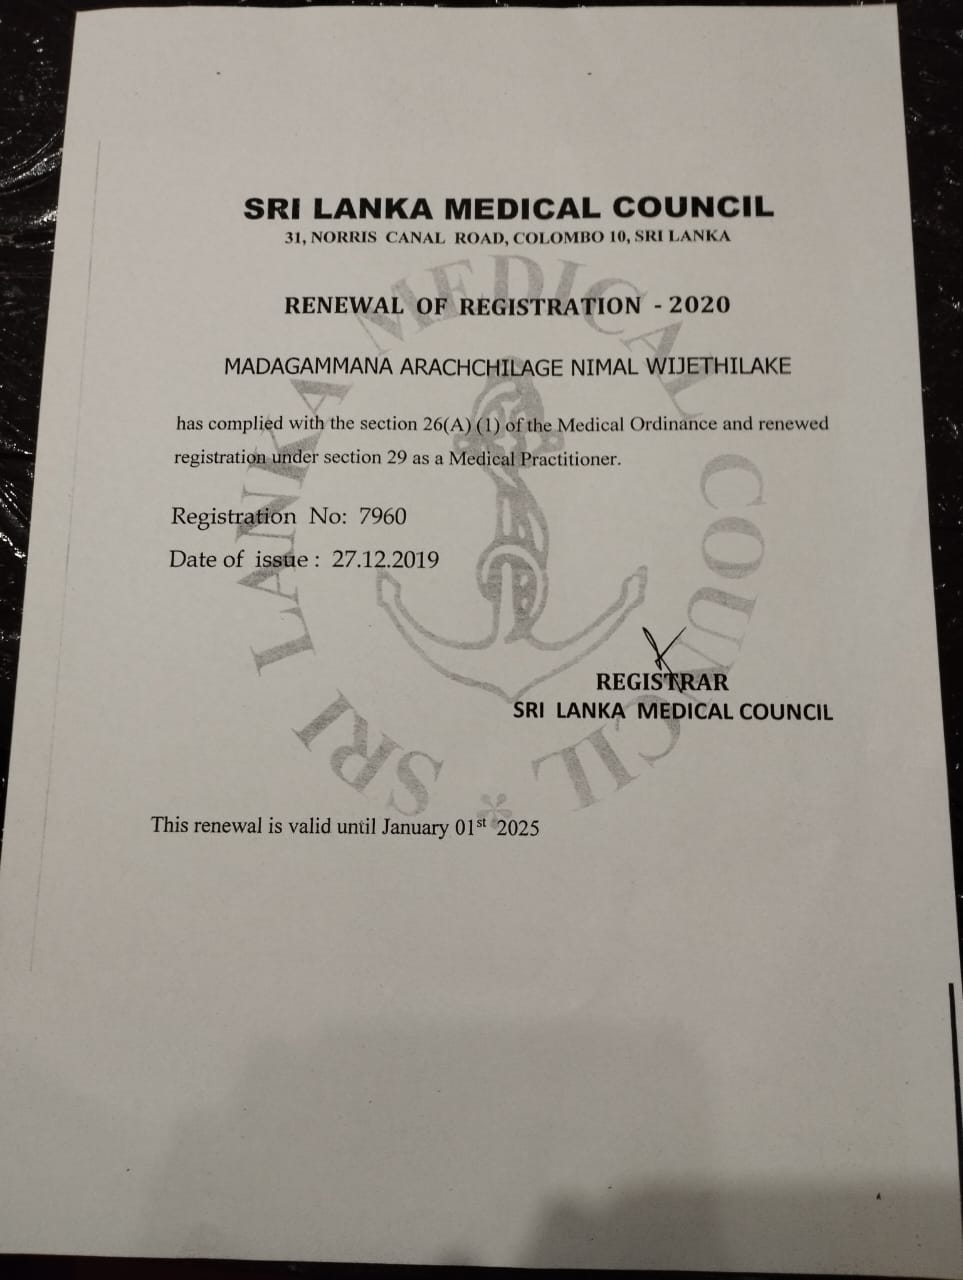 SRI LANKA MEDICAL COUNCIL
31, NORRIS CANAL ROAD, COLOMBO 10, SRI LANKA
RENEWAL OF REGISTRATION - 2020
MADAGAMMANA ARACHCHILAGE NIMAL WIJETHILAKE
has complied with the section 26(A) (1) of the Medical Ordinance and renewed
registration under section 29 as a Medical Practitioner.
Registration No: 7960
Date of issue : 27.12.2019
REGISTRAR
SRI LANKA MEDICAL COUNCIL
This renewal is valid until January 01st 2025
SRI LANKA MEDICAL COUNCIL *